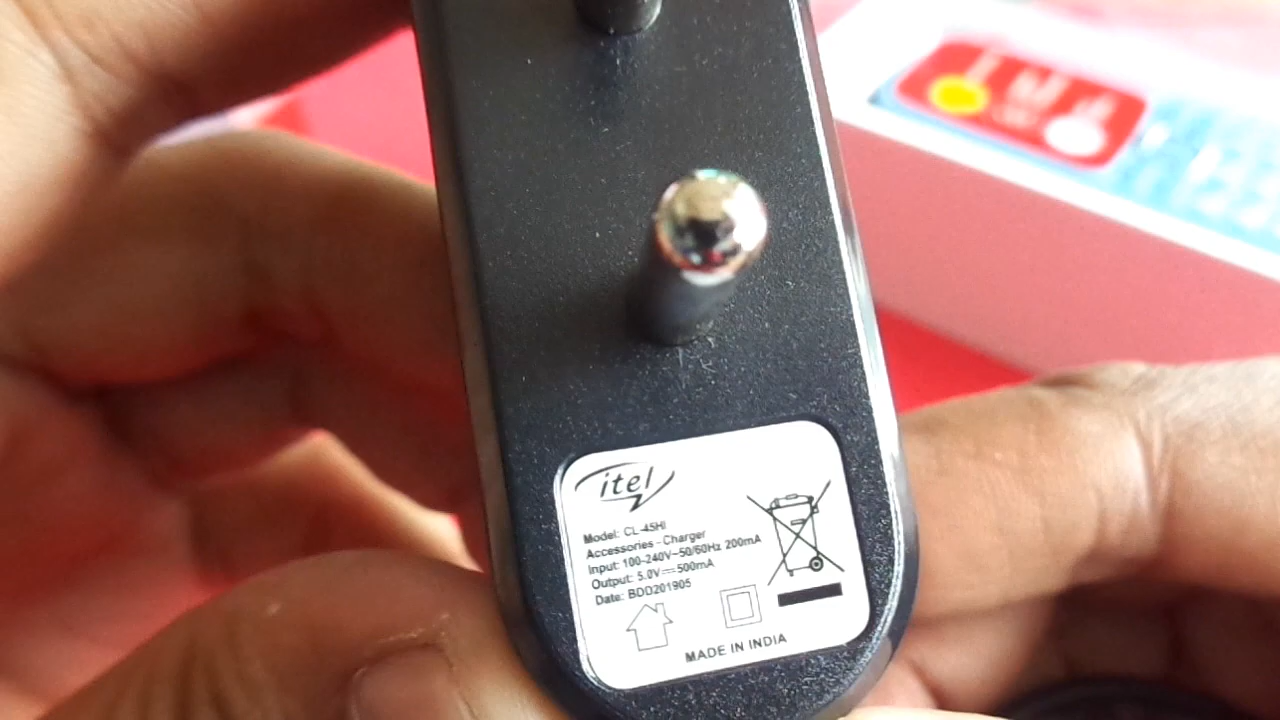 itel
Model: CL-45HI
Accessories - Charger
Input: 100-240V~50/60Hz 200mA
Output: 5.0V⎓500mA
Date: BDD201905
MADE IN INDIA